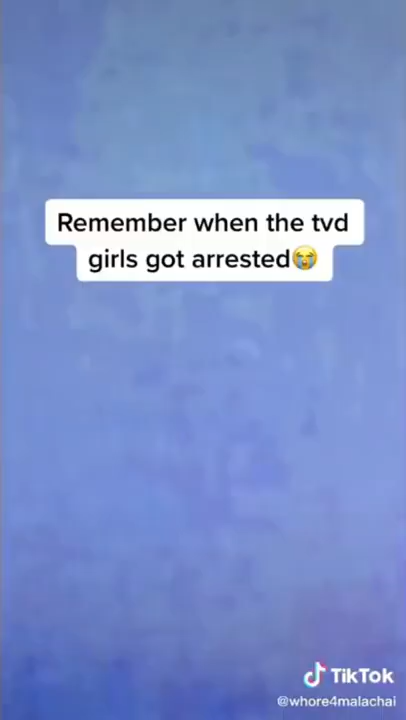 Remember when the tvd
girls got arrested😭
TikTok
@whore4malachai